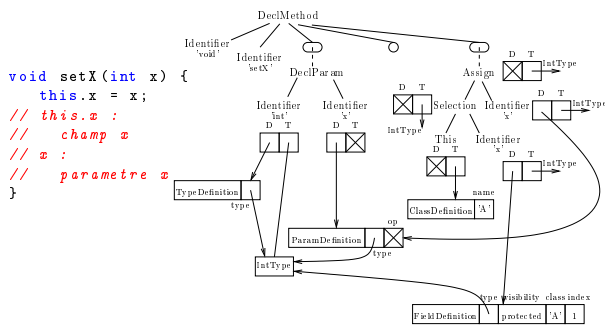 void setX(int x) {
this.x = x;
// this.x :
// champ x
// x :
// parametre x
}
DeclMethod
Identifier
'void'
Identifier
'setX'
DeclParam
Identifier
'int'
Identifier
'x'
D T
D T
Assign
D T
IntType
Selection
D T
IntType
Identifier
'x'
D T
IntType
This
D T
Identifier
'x'
D T
IntType
TypeDefinition
type
name
ClassDefinition 'A'
op
ParamDefinition
type
IntType
type visibility class index
FieldDefinition protected 'A' 1